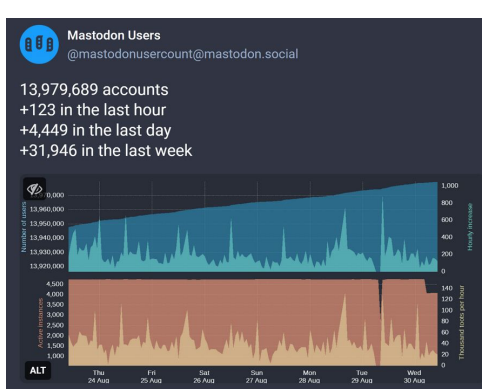 Mastodon Users
@mastodonusercount@mastodon.social
13,979,689 accounts
+123 in the last hour
+4,449 in the last day
+31,946 in the last week
Number of users
13,960,000
13,950,000
13,940,000
13,930,000
13,920,000
1,000
800
600
400
200
0
Hourly increase
Active instances
4,500
4,000
3,500
3,000
2,500
2,000
1,500
1,000
140
120
100
80
60
40
20
0
Thousand toots per hour
ALT
Thu
24 Aug
Fri
25 Aug
Sat
26 Aug
Sun
27 Aug
Mon
28 Aug
Tue
29 Aug
Wed
30 Aug